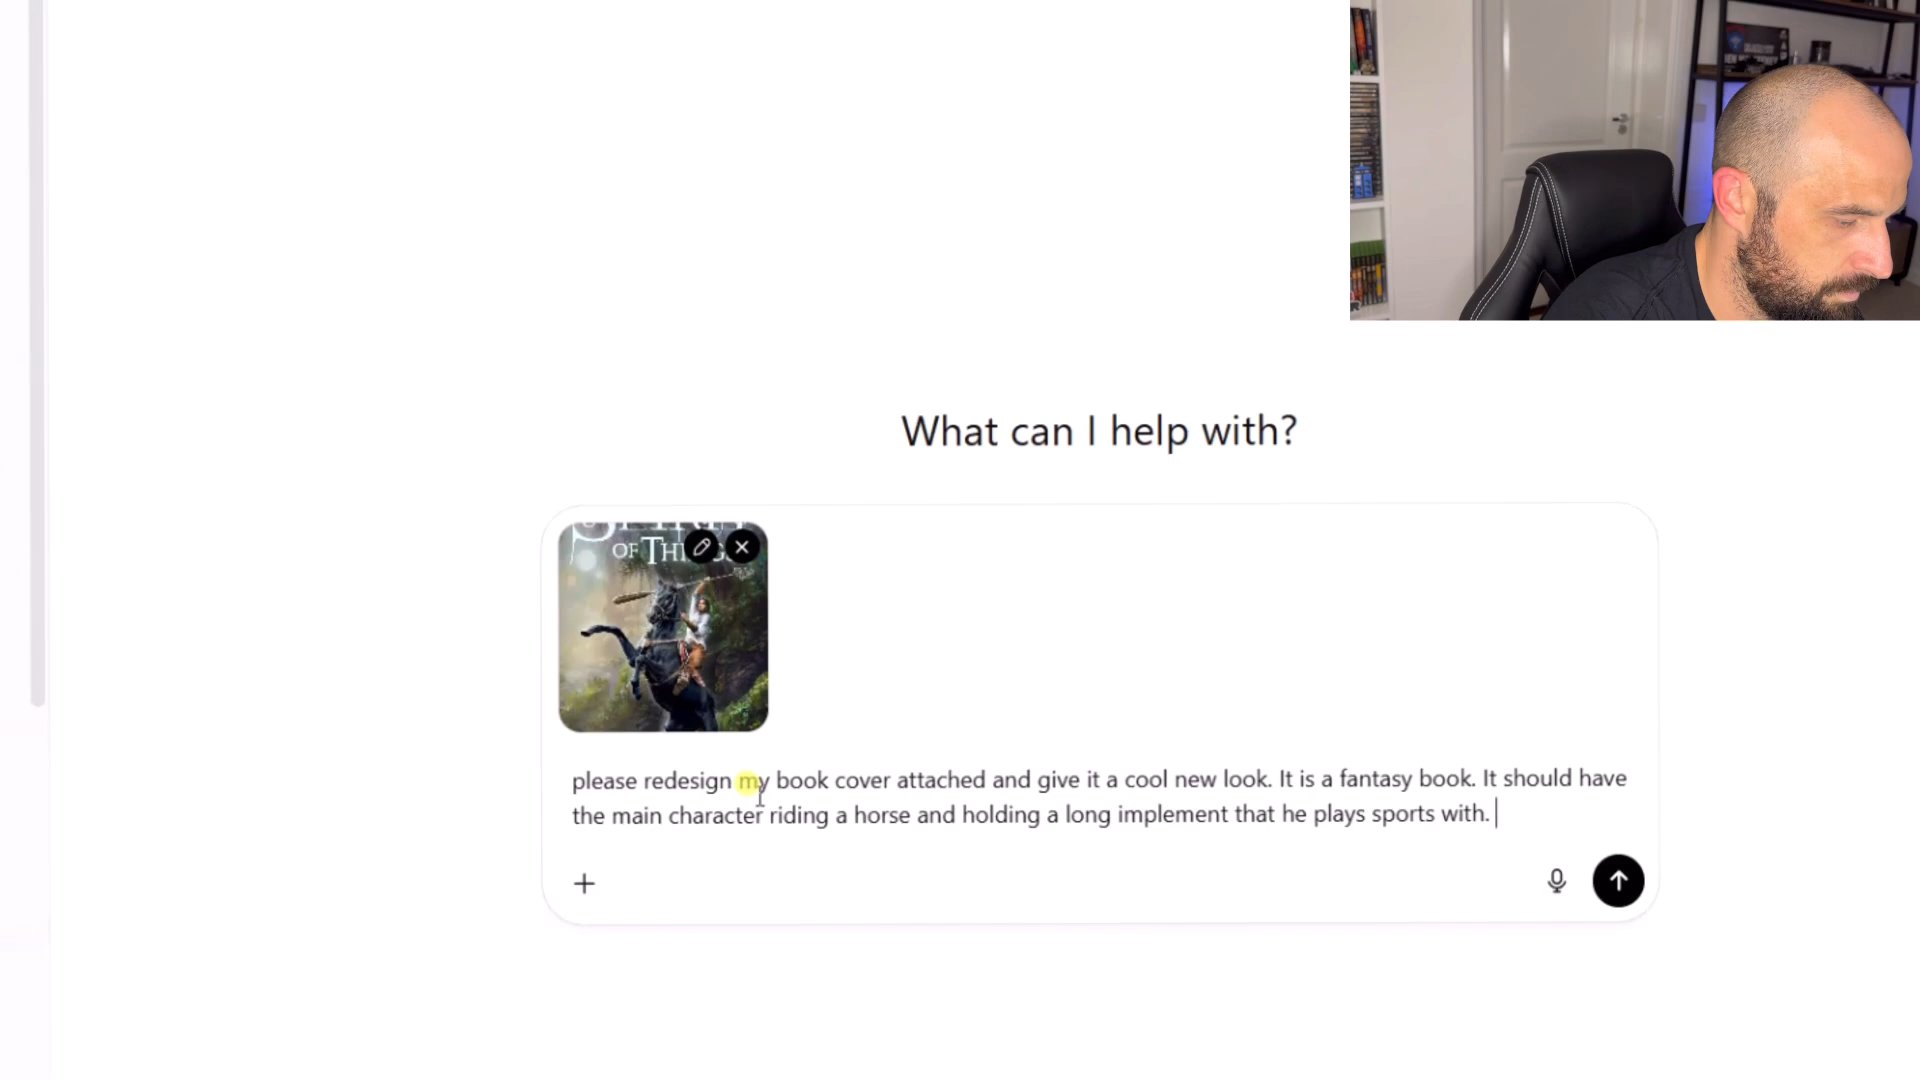 What can I help with?
OF THINGS
please redesign my book cover attached and give it a cool new look. It is a fantasy book. It should have
the main character riding a horse and holding a long implement that he plays sports with.